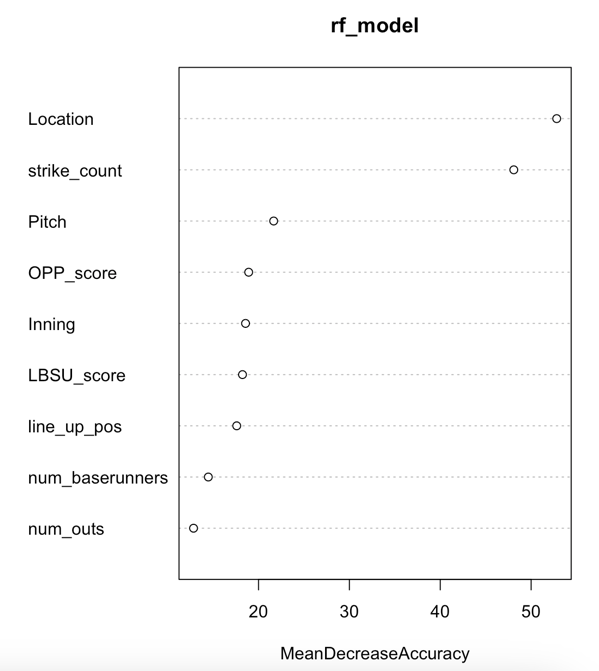 rf_model
Location
strike_count
Pitch
OPP_score
Inning
LBSU_score
line_up_pos
num_baserunners
num_outs
20 30 40 50
MeanDecreaseAccuracy